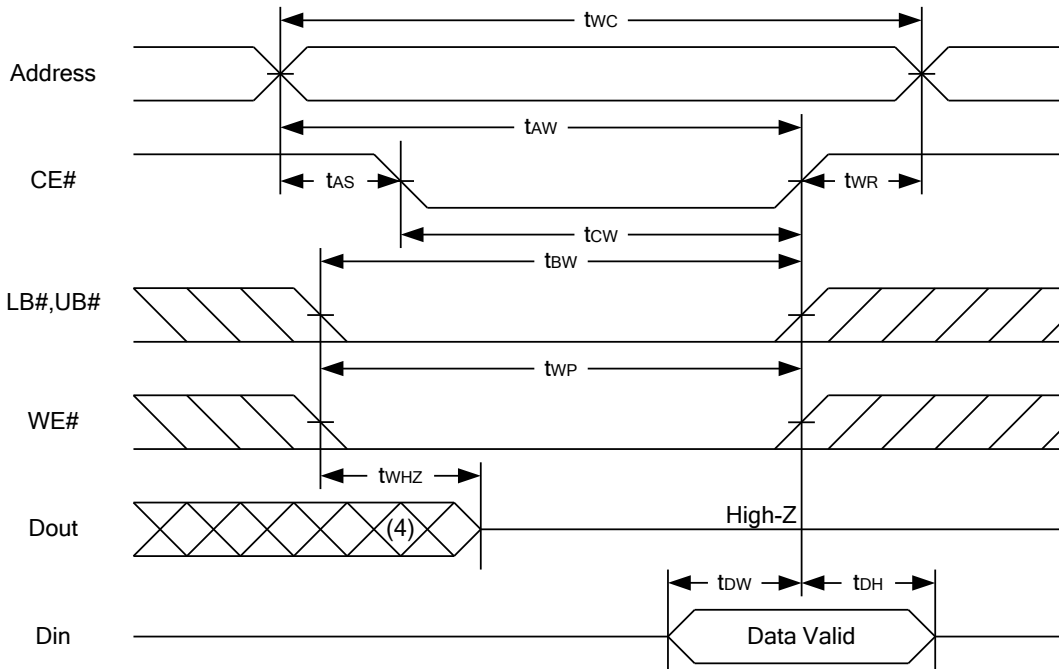 tWC
Address
tAW
CE#
tAS
tWR
tCW
tBW
LB#,UB#
tWP
WE#
tWHZ
Dout
(4)
High-Z
tDW
tDH
Din
Data Valid